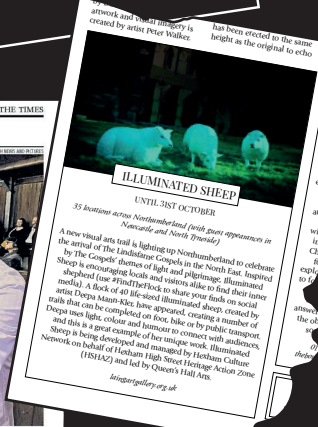 artwork and visual imagery is
created by artist Peter Walker.
has been erected to the same
height as the original to echo
THE TIMES
H NEWS AND PICTURES
ILLUMINATED SHEEP
UNTIL 31ST OCTOBER
35 locations across Northumberland (with guest appearances in
Newcastle and North Tyneside)
A new visual arts trail is lighting up Northumberland to celebrate
the arrival of The Lindisfarne Gospels in the North East. Inspired
by The Gospels' themes of light and pilgrimage, Illuminated
Sheep is encouraging locals and visitors alike to find their inner
shepherd (use #FindTheFlock to share your finds on social
media). A flock of 40 life-sized illuminated sheep, created by
artist Deepa Mann-Kler, have appeared, creating a number of
trails that can be completed on foot, bike or by public transport.
Deepa uses light, colour and humour to connect with audiences,
and this is a great example of her unique work. Illuminated
Sheep is being developed and managed by Hexham Culture
Network on behalf of Hexham High Street Heritage Action Zone
(HSHAZ) and led by Queen's Hall Arts.
laingartgallery.org.uk